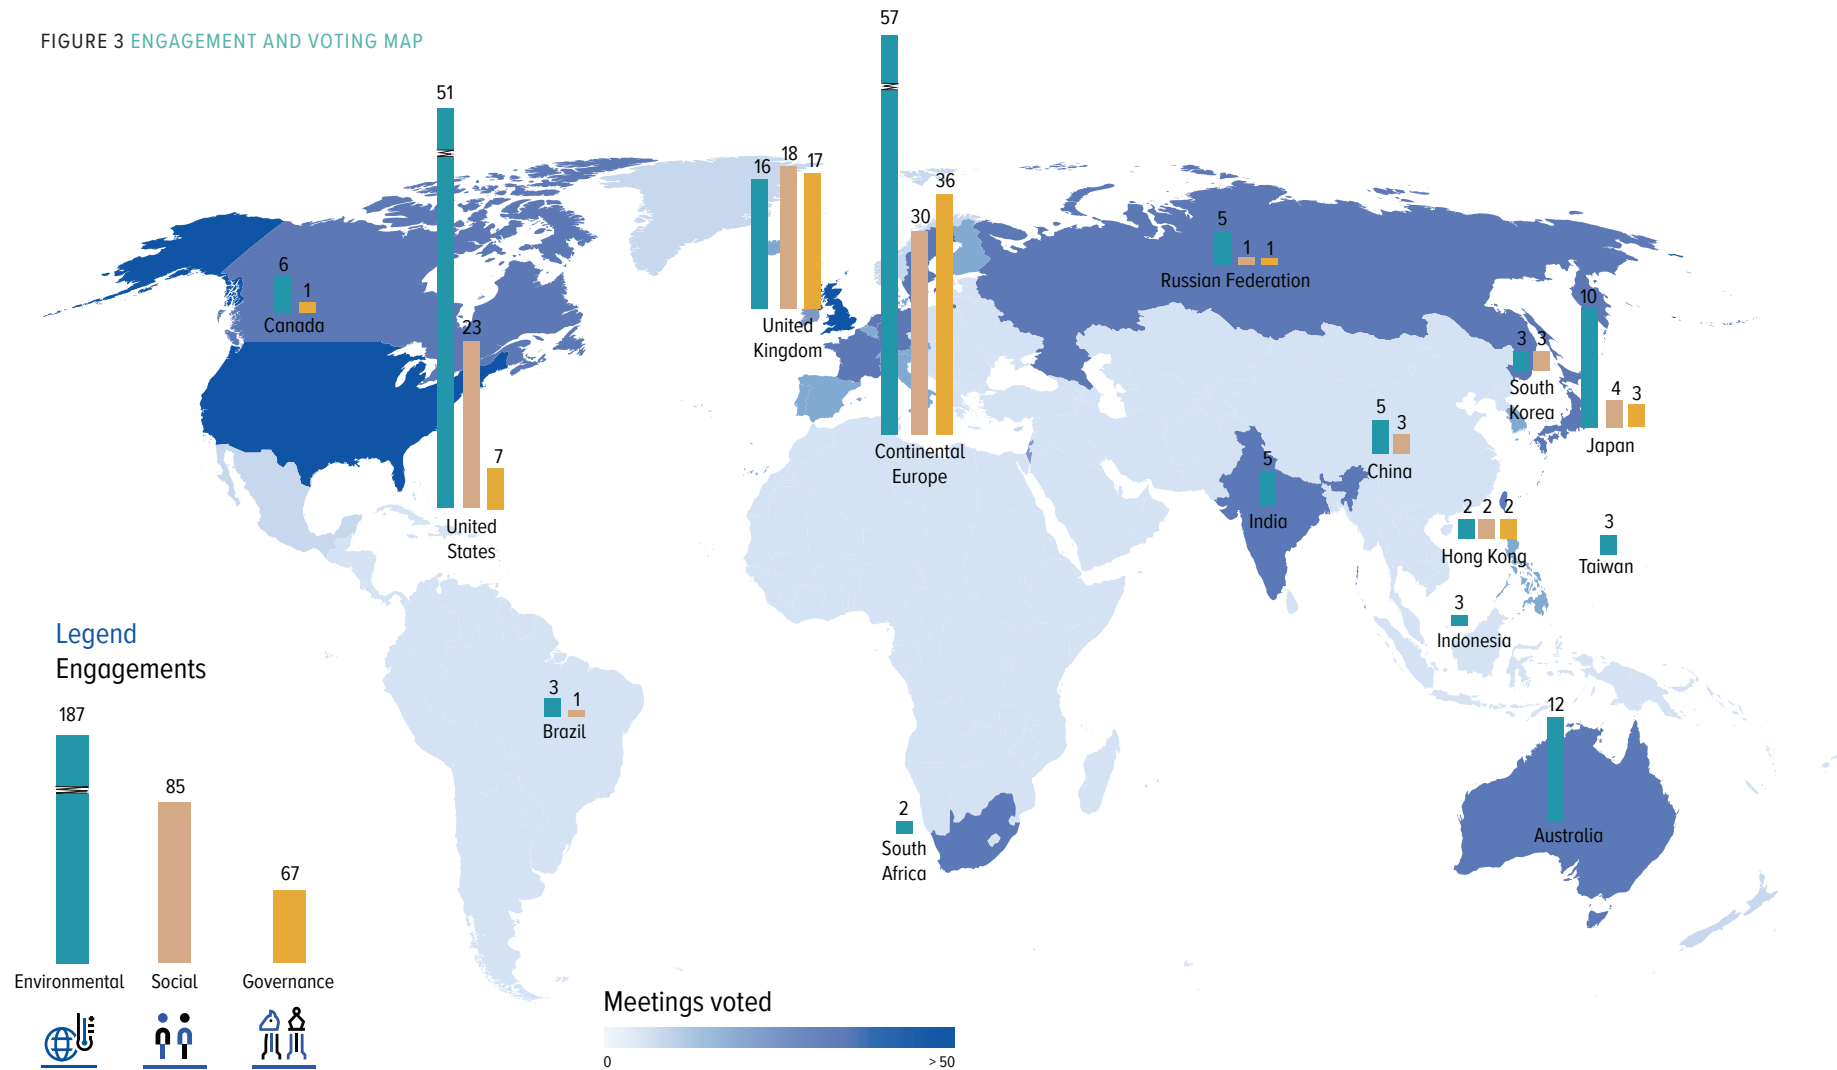 FIGURE 3 ENGAGEMENT AND VOTING MAP
57
51
16
18
17
36
30
5
1
1
Russian Federation
6
1
Canada
10
United
Kingdom
23
3
3
South
Korea
4
3
Japan
5
3
China
Continental
Europe
7
5
India
United
States
2
2
2
Hong Kong
3
Taiwan
3
Indonesia
Legend
Engagements
3
1
Brazil
12
187
85
67
2
South
Africa
Australia
Environmental
Social
Governance
Meetings voted
0
> 50